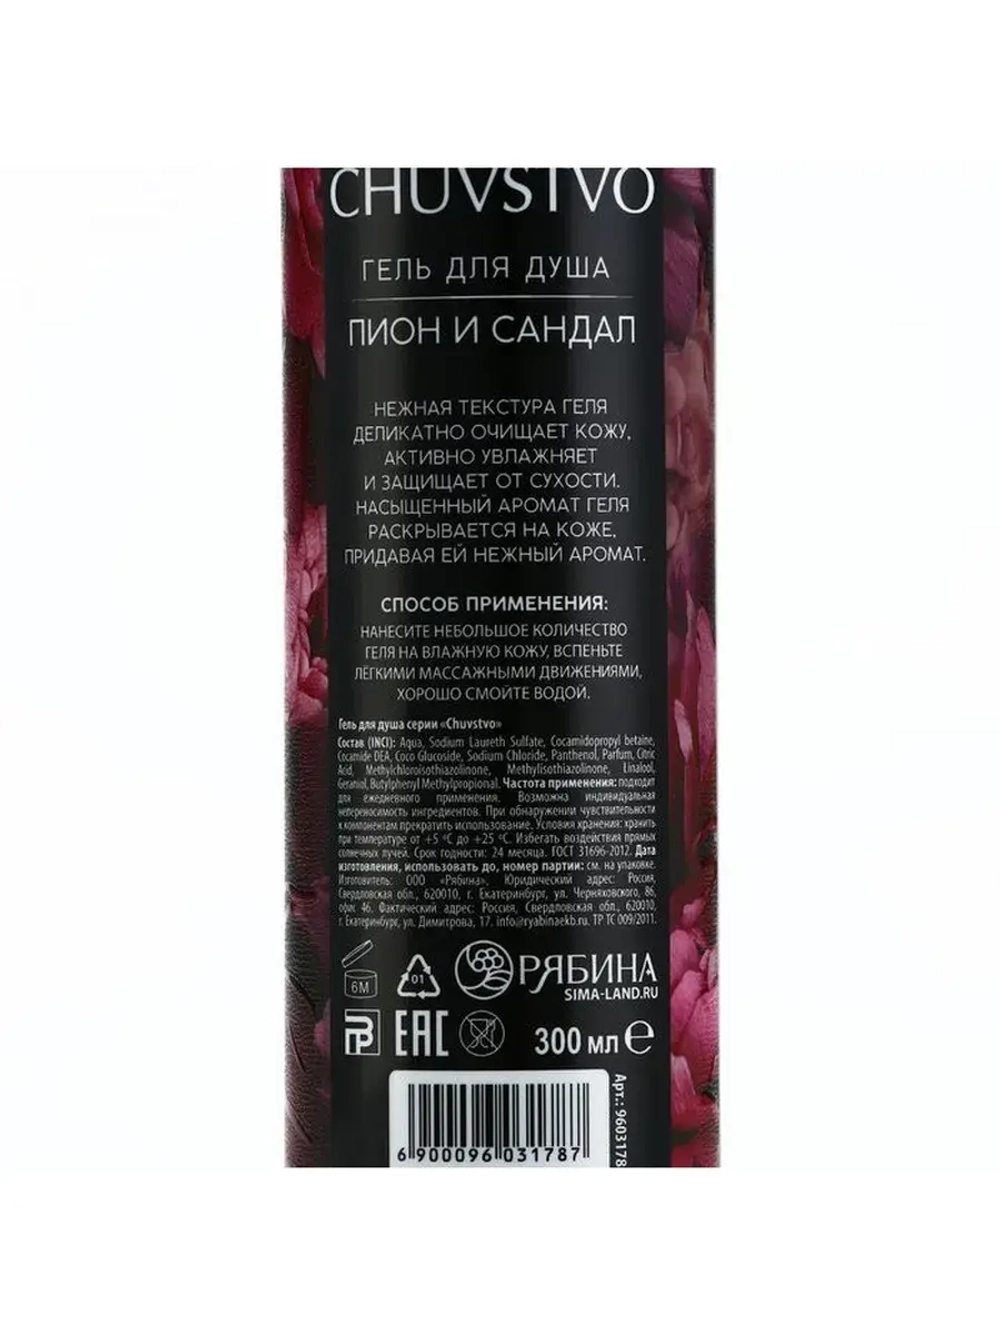 CHUVSTVO
ГЕЛЬ ДЛЯ ДУША
ПИОН И САНДАЛ
НЕЖНАЯ ТЕКСТУРА ГЕЛЯ
ДЕЛИКАТНО ОЧИЩАЕТ КОЖУ,
АКТИВНО УВЛАЖНЯЕТ
И ЗАЩИЩАЕТ ОТ СУХОСТИ.
НАСЫЩЕННЫЙ АРОМАТ ГЕЛЯ
РАСКРЫВАЕТСЯ НА КОЖЕ,
ПРИДАВАЯ ЕЙ НЕЖНЫЙ АРОМАТ.
СПОСОБ ПРИМЕНЕНИЯ:
НАНЕСИТЕ НЕБОЛЬШОЕ КОЛИЧЕСТВО
ГЕЛЯ НА ВЛАЖНУЮ КОЖУ, ВСПЕНЬТЕ
ЛЁГКИМИ МАССАЖНЫМИ ДВИЖЕНИЯМИ,
ХОРОШО СМОЙТЕ ВОДОЙ.
Гель для душа серии «Chuvstvo»
Состав (INCI): Aqua, Sodium Laureth Sulfate, Cocamidopropyl betaine,
Cocamide DEA, Coco Glucoside, Sodium Chloride, Panthenol, Parfum, Citric
Acid, Methylchloroisothiazolinone, Methylisothiazolinone, Linalool,
Geraniol, Butylphenyl Methylpropional. Частота применения: подходит
для ежедневного применения. Возможна индивидуальная
непереносимость ингредиентов. При обнаружении чувствительности
к компонентам прекратить использование. Условия хранения: хранить
при температуре от +5 ºС до +25 ºС. Избегать воздействия прямых
солнечных лучей. Срок годности: 24 месяца. ГОСТ 31696-2012. Дата
изготовления, использовать до, номер партии: см. на упаковке.
Изготовитель: ООО «Рябина», Юридический адрес: Россия,
Свердловская обл., 620010, г. Екатеринбург, ул. Черняховского, 86,
офис 46. Фактический адрес: Россия, Свердловская обл., 620010,
г. Екатеринбург, ул. Димитрова, 17. info@ryabinaekb.ru. ТР ТС 009/2011.
6M
01
РЯБИНА
SIMA-LAND.RU
РБ
EAC
300 мл ℮
Арт.: 9603178
6 900096 031787